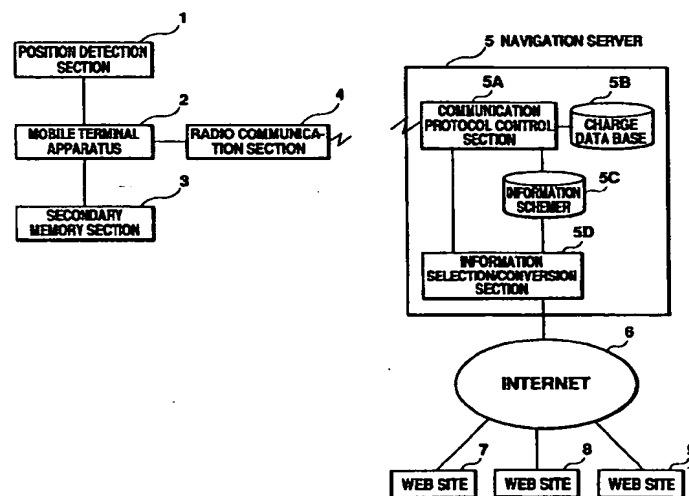 1
POSITION DETECTION
SECTION
2
MOBILE TERMINAL
APPARATUS
4
RADIO COMMUNICA-
TION SECTION
3
SECONDARY
MEMORY SECTION
5 NAVIGATION SERVER
5A
COMMUNICATION
PROTOCOL CONTROL
SECTION
5B
CHARGE
DATA BASE
5C
INFORMATION
SCHEMER
5D
INFORMATION
SELECTION/CONVERSION
SECTION
6
INTERNET
7
WEB SITE
8
WEB SITE
9
WEB SITE